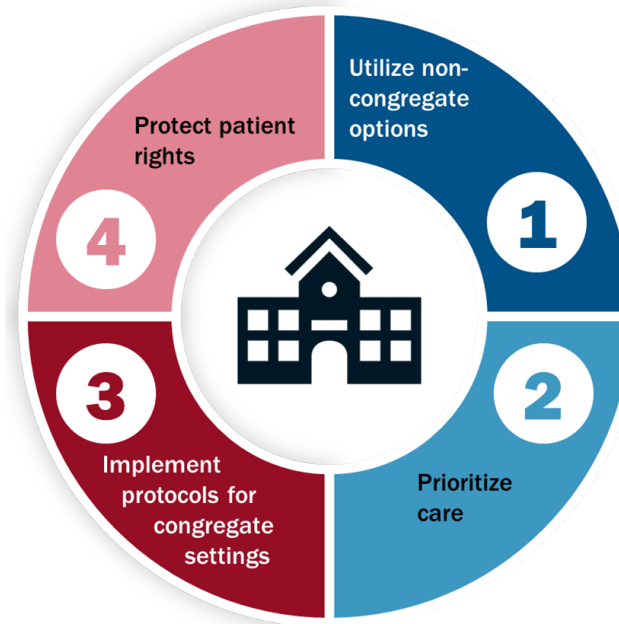 Utilize non-
congregate
options
1
2
Prioritize
care
3
Implement
protocols for
congregate
settings
Protect patient
rights
4